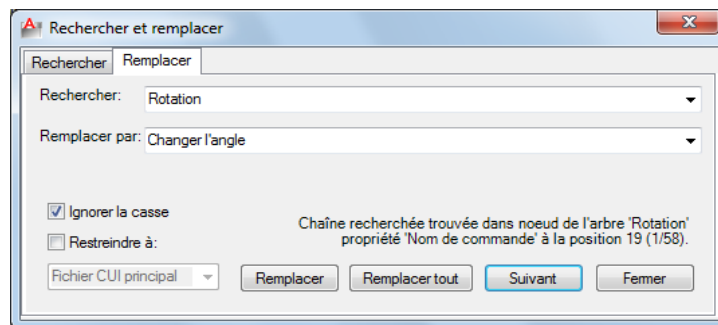 Rechercher et remplacer
Rechercher Remplacer
Rechercher: Rotation
Remplacer par: Changer l'angle
Ignorer la casse
Restreindre à:
Chaîne recherchée trouvée dans noeud de l'arbre 'Rotation'
propriété 'Nom de commande' à la position 19 (1/58).
Fichier CUI principal Remplacer Remplacer tout Suivant Fermer